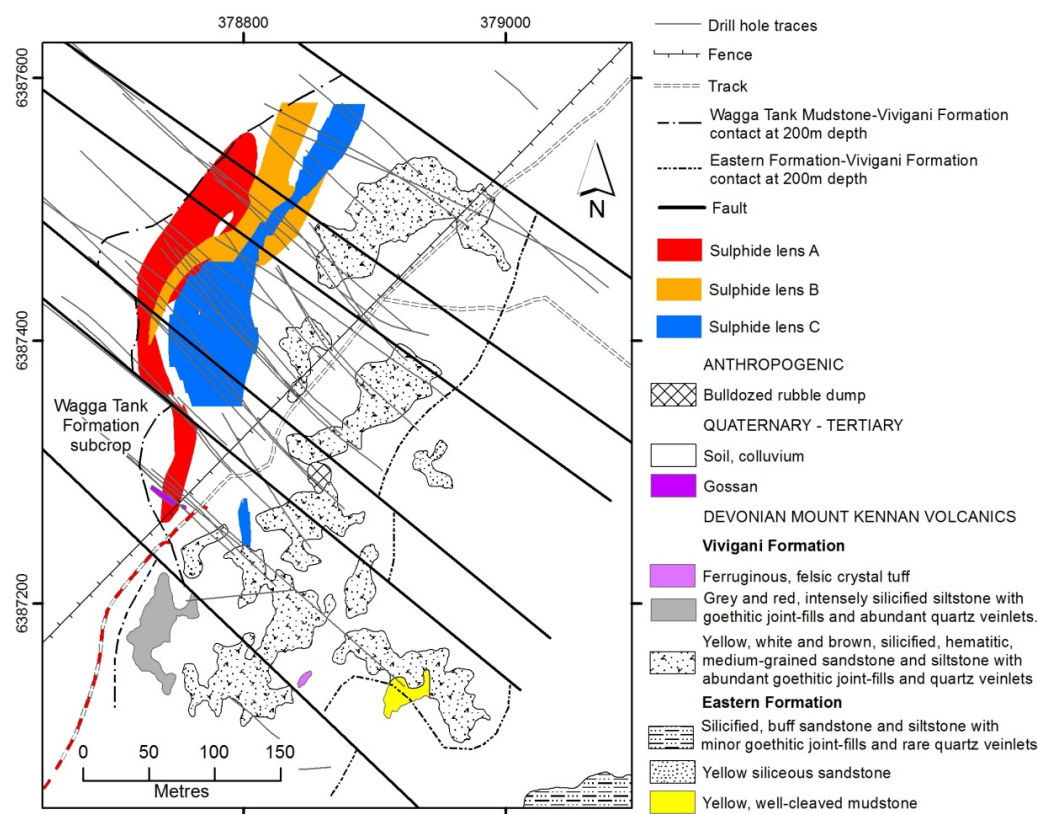 378800
379000
6387600
6387400
6387200
N
Wagga Tank
Formation
subcrop
0 50 100 150
Metres
Drill hole traces
Fence
Track
Wagga Tank Mudstone-Vivigani Formation
contact at 200m depth
Eastern Formation-Vivigani Formation
contact at 200m depth
Fault
Sulphide lens A
Sulphide lens B
Sulphide lens C
ANTHROPOGENIC
Bulldozed rubble dump
QUATERNARY - TERTIARY
Soil, colluvium
Gossan
DEVONIAN MOUNT KENNAN VOLCANICS
Vivigani Formation
Ferruginous, felsic crystal tuff
Grey and red, intensely silicified siltstone with
goethitic joint-fills and abundant quartz veinlets.
Yellow, white and brown, silicified, hematitic,
medium-grained sandstone and siltstone with
abundant goethitic joint-fills and quartz veinlets
Eastern Formation
Silicified, buff sandstone and siltstone with
minor goethitic joint-fills and rare quartz veinlets
Yellow siliceous sandstone
Yellow, well-cleaved mudstone